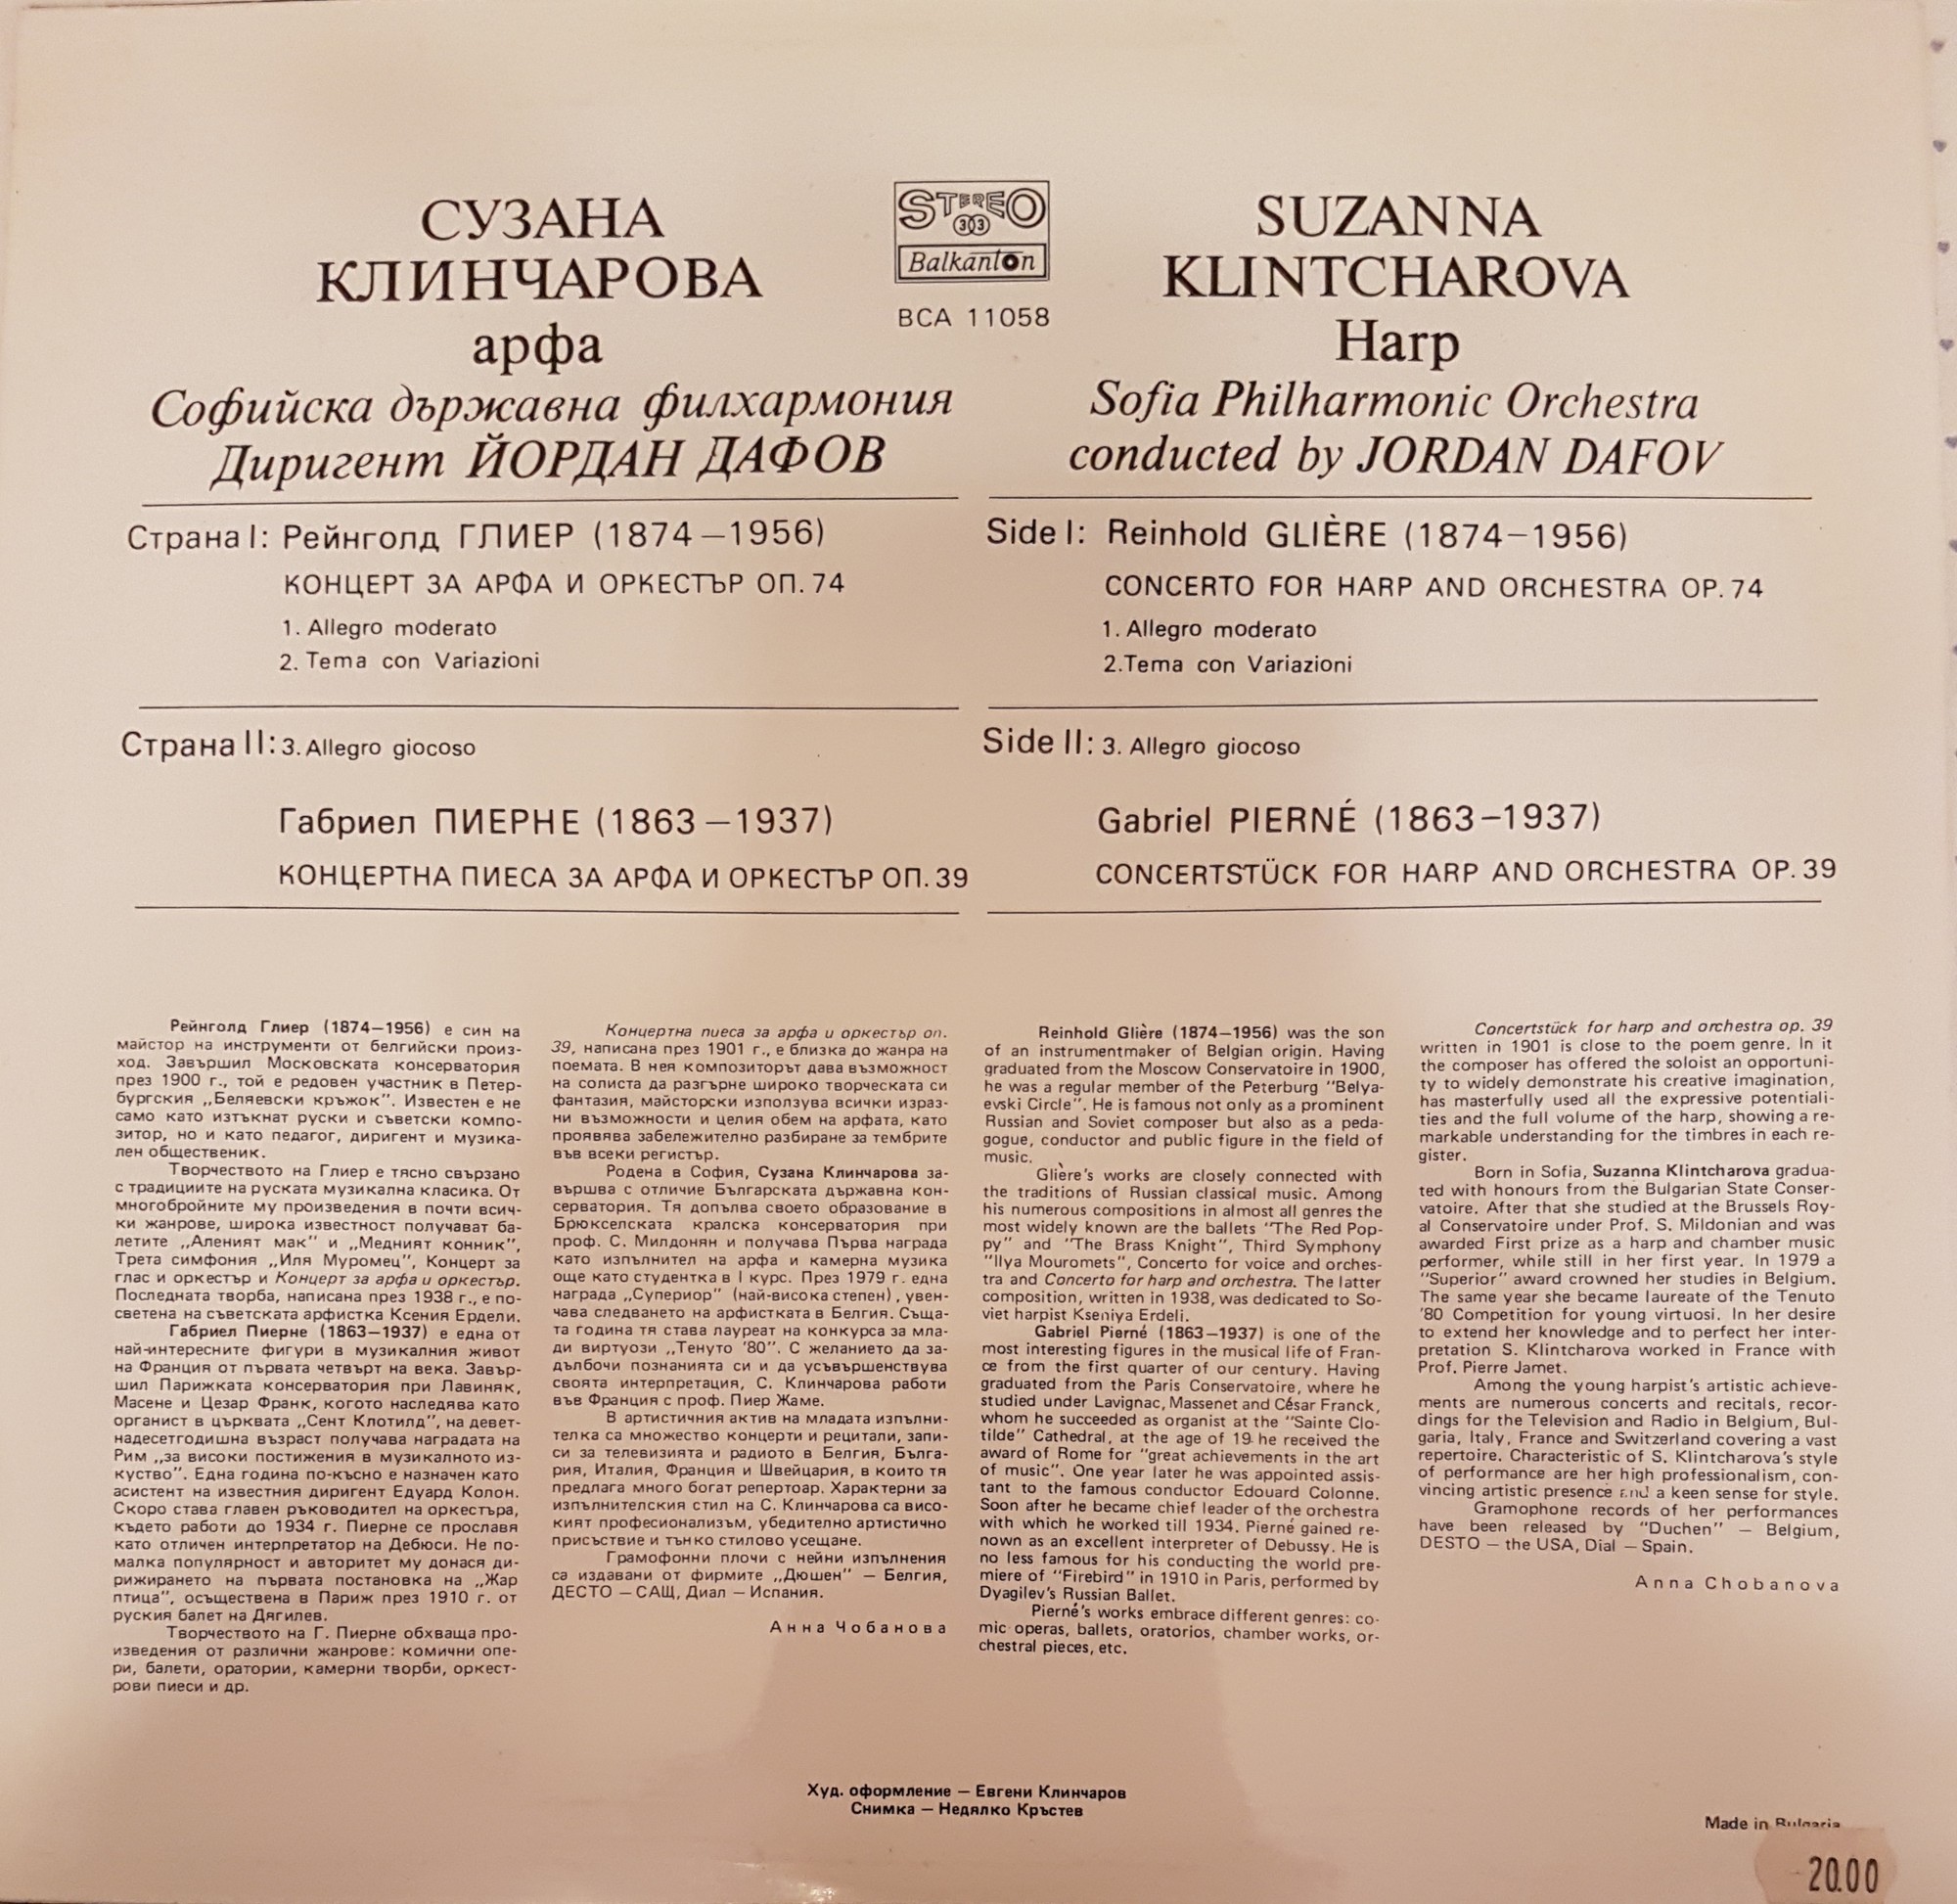 СУЗАНА
КЛИНЧАРОВА
арфа
Софийска държавна филхармония
Диригент ЙОРДАН ДАФОВ
STEREO
33
Balkanton
BCA 11058
SUZANNA
KLINTCHAROVA
Harp
Sofia Philharmonic Orchestra
conducted by JORDAN DAFOV
Страна I: Рейнголд ГЛИЕР (1874—1956)
КОНЦЕРТ ЗА АРФА И ОРКЕСТЪР ОП. 74
1. Allegro moderato
2. Tema con Variazioni
Страна II: 3. Allegro giocoso
Габриел ПИЕРНЕ (1863—1937)
КОНЦЕРТНА ПИЕСА ЗА АРФА И ОРКЕСТЪР ОП. 39
Side I: Reinhold GLIÈRE (1874—1956)
CONCERTO FOR HARP AND ORCHESTRA OP. 74
1. Allegro moderato
2.Tema con Variazioni
Side II: 3. Allegro giocoso
Gabriel PIERNÉ (1863—1937)
CONCERTSTÜCK FOR HARP AND ORCHESTRA OP. 39
Рейнголд Глиер (1874—1956) е син на
майстор на инструменти от белгийски произ-
ход. Завършил Московската консерватория
през 1900 г., той е редовен участник в Петер-
бургския „Беляевски кръжок". Известен е не
само като изтъкнат руски и съветски компо-
зитор, но и като педагог, диригент и музика-
лен общественик.
Творчеството на Глиер е тясно свързано
с традициите на руската музикална класика. От
многобройните му произведения в почти всич-
ки жанрове, широка известност получават ба-
летите „Аленият мак" и „Медният конник",
Трета симфония „Иля Муромец", Концерт за
глас и оркестър и Концерт за арфа и оркестър.
Последната творба, написана през 1938 г., е по-
светена на съветската арфистка Ксения Ердели.
Габриел Пиерне (1863—1937) е една от
най-интересните фигури в музикалния живот
на Франция от първата четвърт на века. Завър-
шил Парижката консерватория при Лавиняк,
Масене и Цезар Франк, когото наследява като
органист в църквата „Сент Клотилд", на девет-
надесетгодишна възраст получава наградата на
Рим „за високи постижения в музикалното из-
куство". Една година по-късно е назначен като
асистент на известния диригент Едуард Колон.
Скоро става главен ръководител на оркестъра,
където работи до 1934 г. Пиерне се прославя
като отличен интерпретатор на Дебюси. Не по-
малка популярност и авторитет му донася ди-
рижирането на първата постановка на „Жар
птица", осъществена в Париж през 1910 г. от
руския балет на Дягилев.
Творчеството на Г. Пиерне обхваща про-
изведения от различни жанрове: комични опе-
ри, балети, оратории, камерни творби, оркест-
рови пиеси и др.
Концертна пиеса за арфа и оркестър оп.
39, написана през 1901 г., е близка до жанра на
поемата. В нея композиторът дава възможност
на солиста да разгърне широко творческата си
фантазия, майсторски използува всички израз-
ни възможности и целия обем на арфата, като
проявява забележително разбиране за тембрите
във всеки регистър.
Родена в София, Сузана Клинчарова за-
вършва с отличие Българската държавна кон-
серватория. Тя допълва своето образование в
Брюкселската кралска консерватория при
проф. С. Милдонян и получава Първа награда
като изпълнител на арфа и камерна музика
още като студентка в I курс. През 1979 г. една
награда „Супериор" (най-висока степен), увен-
чава следването на арфистката в Белгия. Съща-
та година тя става лауреат на конкурса за мла-
ди виртуози „Тенуто '80". С желанието да за-
дълбочи познанията си и да усъвършенствува
своята интерпретация, С. Клинчарова работи
във Франция с проф. Пиер Жаме.
В артистичния актив на младата изпълни-
телка са множество концерти и рецитали, запи-
си за телевизията и радиото в Белгия, Бълга-
рия, Италия, Франция и Швейцария, в които тя
предлага много богат репертоар. Характерни за
изпълнителския стил на С. Клинчарова са висо-
кият професионализъм, убедително артистично
присъствие и тънко стилово усещане.
Грамофонни плочи с нейни изпълнения
са издавани от фирмите „Дюшен" — Белгия,
ДЕСТО — САЩ, Диал — Испания.
Анна Чобанова
Reinhold Glière (1874—1956) was the son
of an instrumentmaker of Belgian origin. Having
graduated from the Moscow Conservatoire in 1900,
he was a regular member of the Peterburg "Belya-
evski Circle". He is famous not only as a prominent
Russian and Soviet composer but also as a peda-
gogue, conductor and public figure in the field of
music.
Glière's works are closely connected with
the traditions of Russian classical music. Among
his numerous compositions in almost all genres the
most widely known are the ballets "The Red Pop-
py" and "The Brass Knight", Third Symphony
"Ilya Mouromets", Concerto for voice and orches-
tra and Concerto for harp and orchestra. The latter
composition, written in 1938, was dedicated to So-
viet harpist Kseniya Erdeli.
Gabriel Pierné (1863—1937) is one of the
most interesting figures in the musical life of Fran-
ce from the first quarter of our century. Having
graduated from the Paris Conservatoire, where he
studied under Lavignac, Massenet and César Franck,
whom he succeeded as organist at the "Sainte Clo-
tilde" Cathedral, at the age of 19 he received the
award of Rome for "great achievements in the art
of music". One year later he was appointed assis-
tant to the famous conductor Edouard Colonne.
Soon after he became chief leader of the orchestra
with which he worked till 1934. Pierné gained re-
nown as an excellent interpreter of Debussy. He is
no less famous for his conducting the world pre-
miere of "Firebird" in 1910 in Paris, performed by
Dyagilev's Russian Ballet.
Pierné's works embrace different genres: co-
mic operas, ballets, oratorios, chamber works, or-
chestral pieces, etc.
Concertstück for harp and orchestra op. 39
written in 1901 is close to the poem genre. In it
the composer has offered the soloist an opportuni-
ty to widely demonstrate his creative imagination,
has masterfully used all the expressive potentiali-
ties and the full volume of the harp, showing a re-
markable understanding for the timbres in each re-
gister.
Born in Sofia, Suzanna Klintcharova gradua-
ted with honours from the Bulgarian State Conser-
vatoire. After that she studied at the Brussels Roy-
al Conservatoire under Prof. S. Mildonian and was
awarded First prize as a harp and chamber music
performer, while still in her first year. In 1979 a
"Superior" award crowned her studies in Belgium.
The same year she became laureate of the Tenuto
'80 Competition for young virtuosi. In her desire
to extend her knowledge and to perfect her inter-
pretation S. Klintcharova worked in France with
Prof. Pierre Jamet.
Among the young harpist's artistic achieve-
ments are numerous concerts and recitals, recor-
dings for the Television and Radio in Belgium, Bul-
garia, Italy, France and Switzerland covering a vast
repertoire. Characteristic of S. Klintcharova's style
of performance are her high professionalism, con-
vincing artistic presence and a keen sense for style.
Gramophone records of her performances
have been released by "Duchen" — Belgium,
DESTO — the USA, Dial — Spain.
Anna Chobanova
Худ. оформление — Евгени Клинчаров
Снимка — Недялко Кръстев
Made in Bulgaria
20.00